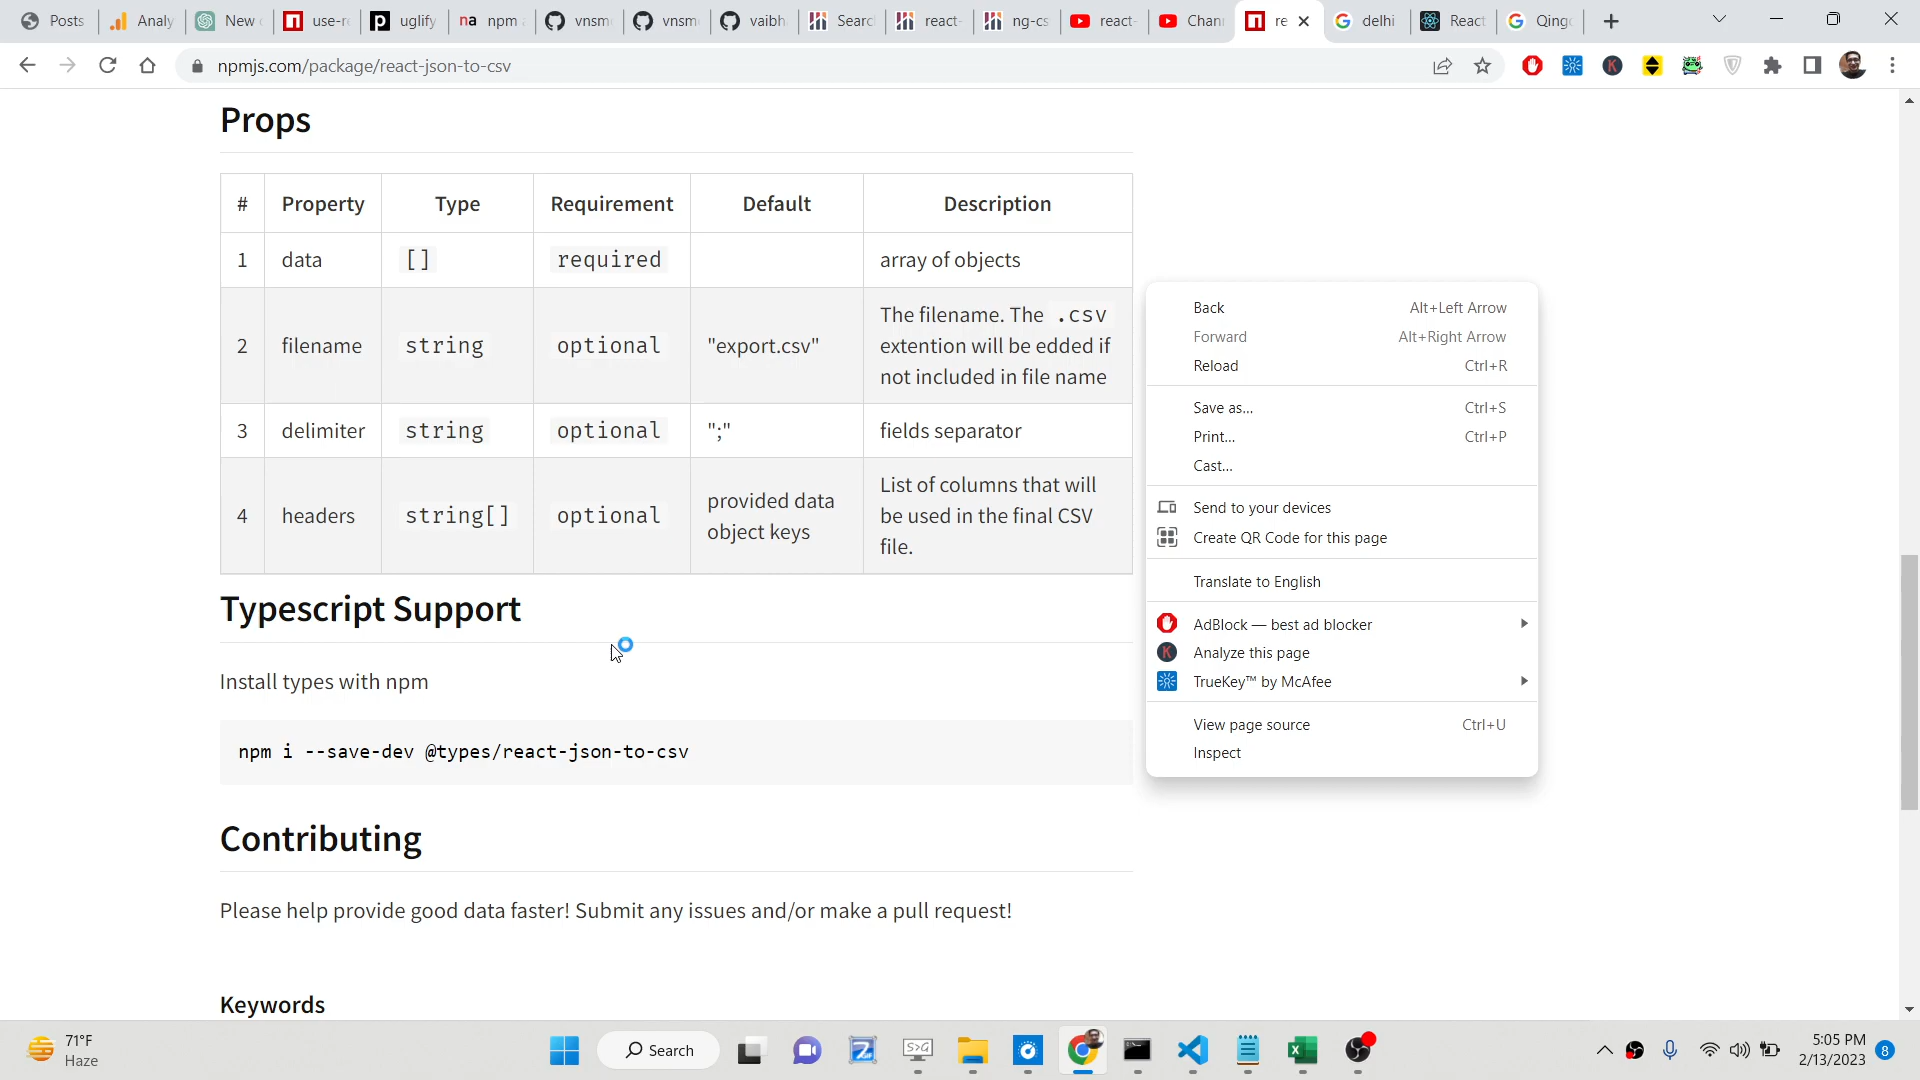 Posts
Analy
New
use-re
uglify
npm
vnsm
vnsm
vaibh
Searc
react-
ng-cs
react-
Chan
re
delhi
React
Qing
npmjs.com/package/react-json-to-csv
Props
# Property Type Requirement Default Description
1 data [] required array of objects
2 filename string optional "export.csv" The filename. The .csv
extention will be edded if
not included in file name
3 delimiter string optional ";" fields separator
4 headers string[] optional provided data
object keys
List of columns that will
be used in the final CSV
file.
Typescript Support
Install types with npm
npm i --save-dev @types/react-json-to-csv
Contributing
Please help provide good data faster! Submit any issues and/or make a pull request!
Keywords
Back Alt+Left Arrow
Forward Alt+Right Arrow
Reload Ctrl+R
Save as... Ctrl+S
Print... Ctrl+P
Cast...
Send to your devices
Create QR Code for this page
Translate to English
AdBlock — best ad blocker
Analyze this page
TrueKey™ by McAfee
View page source Ctrl+U
Inspect
71°F
Haze
Search
5:05 PM
2/13/2023
8